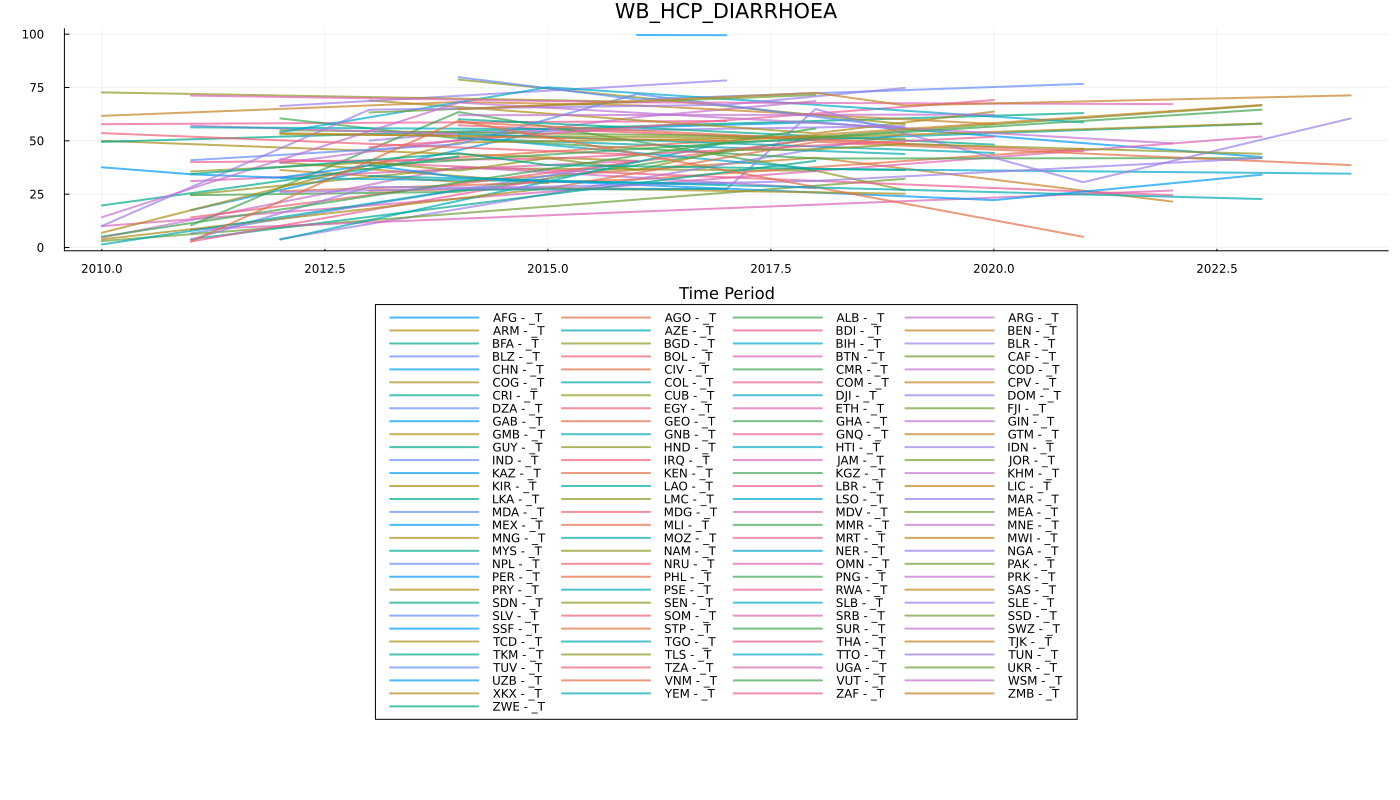 WB_HCP_DIARRHOEA
100
75
50
25
0
2010.0 2012.5 2015.0 2017.5 2020.0 2022.5
Time Period
AFG - _T AGO - _T ALB - _T ARG - _T
ARM - _T AZE - _T BDI - _T BEN - _T
BFA - _T BGD - _T BIH - _T BLR - _T
BLZ - _T BOL - _T BTN - _T CAF - _T
CHN - _T CIV - _T CMR - _T COD - _T
COG - _T COL - _T COM - _T CPV - _T
CRI - _T CUB - _T DJI - _T DOM - _T
DZA - _T EGY - _T ETH - _T FJI - _T
GAB - _T GEO - _T GHA - _T GIN - _T
GMB - _T GNB - _T GNQ - _T GTM - _T
GUY - _T HND - _T HTI - _T IDN - _T
IND - _T IRQ - _T JAM - _T JOR - _T
KAZ - _T KEN - _T KGZ - _T KHM - _T
KIR - _T LAO - _T LBR - _T LIC - _T
LKA - _T LMC - _T LSO - _T MAR - _T
MDA - _T MDG - _T MDV - _T MEA - _T
MEX - _T MLI - _T MMR - _T MNE - _T
MNG - _T MOZ - _T MRT - _T MWI - _T
MYS - _T NAM - _T NER - _T NGA - _T
NPL - _T NRU - _T OMN - _T PAK - _T
PER - _T PHL - _T PNG - _T PRK - _T
PRY - _T PSE - _T RWA - _T SAS - _T
SDN - _T SEN - _T SLB - _T SLE - _T
SLV - _T SOM - _T SRB - _T SSD - _T
SSF - _T STP - _T SUR - _T SWZ - _T
TCD - _T TGO - _T THA - _T TJK - _T
TKM - _T TLS - _T TTO - _T TUN - _T
TUV - _T TZA - _T UGA - _T UKR - _T
UZB - _T VNM - _T VUT - _T WSM - _T
XKX - _T YEM - _T ZAF - _T ZMB - _T
ZWE - _T